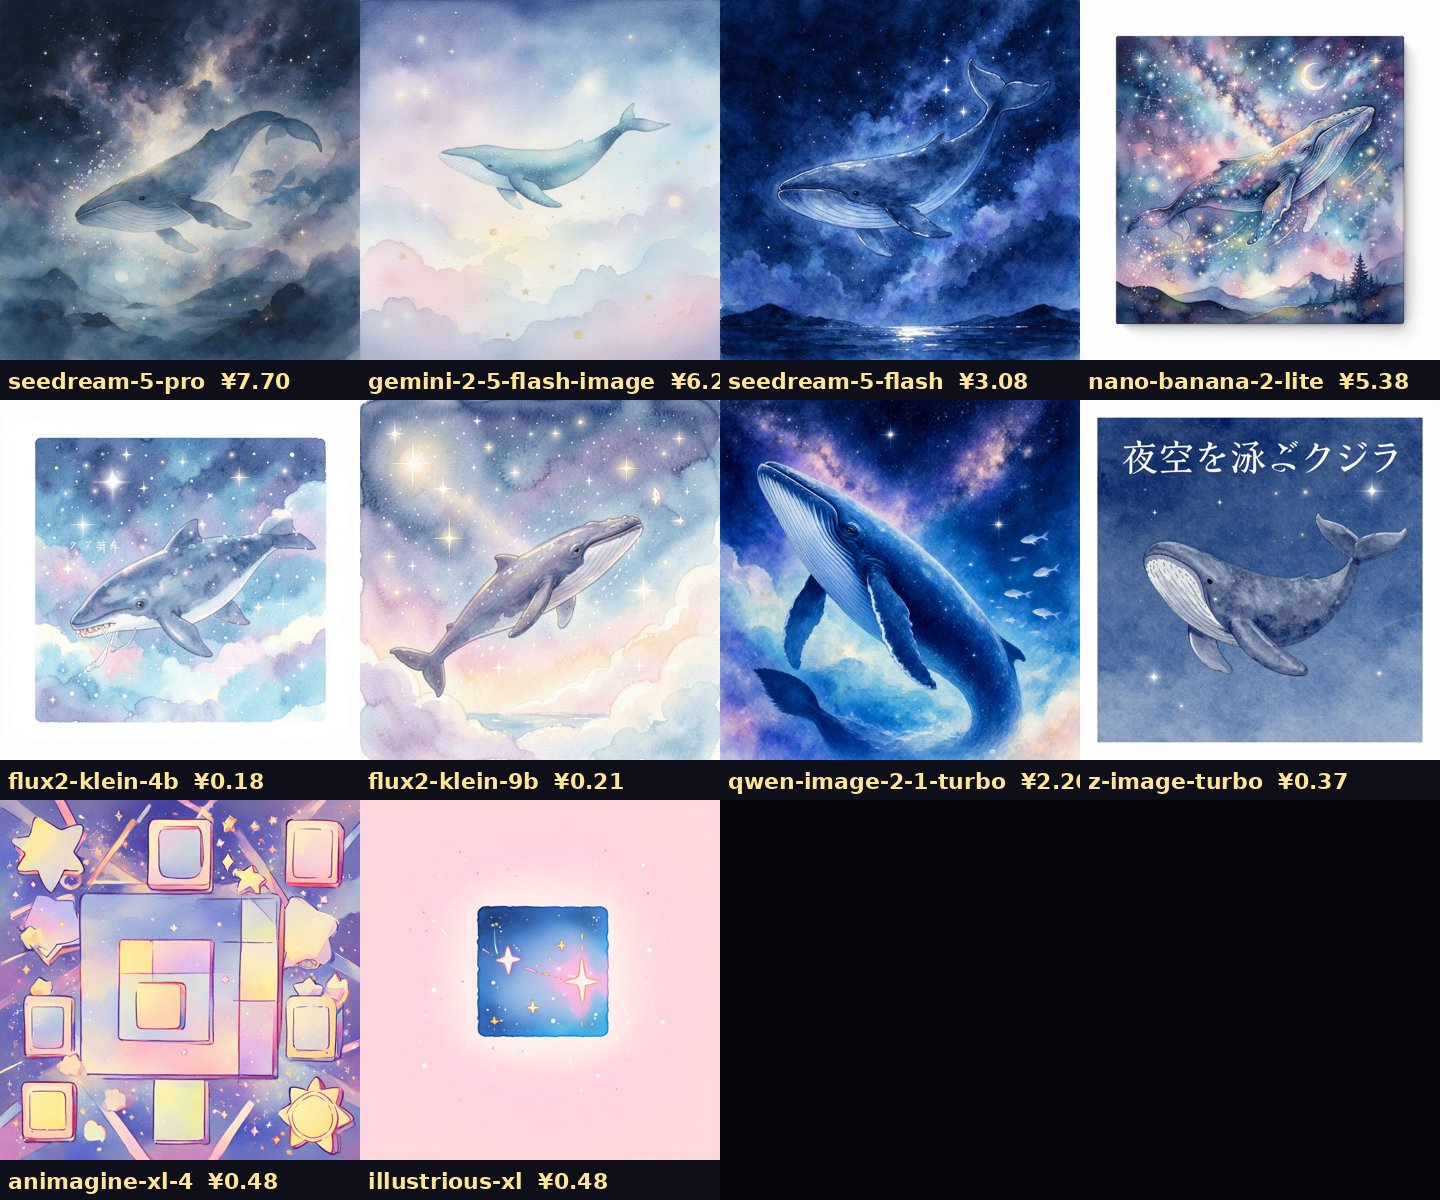 seedream-5-pro ¥7.70
gemini-2-5-flash-image ¥6.2
seedream-5-flash ¥3.08
nano-banana-2-lite ¥5.38
flux2-klein-4b ¥0.18
flux2-klein-9b ¥0.21
qwen-image-2-1-turbo ¥2.2
夜空を泳ぐクジラ
z-image-turbo ¥0.37
animagine-xl-4 ¥0.48
illustrious-xl ¥0.48